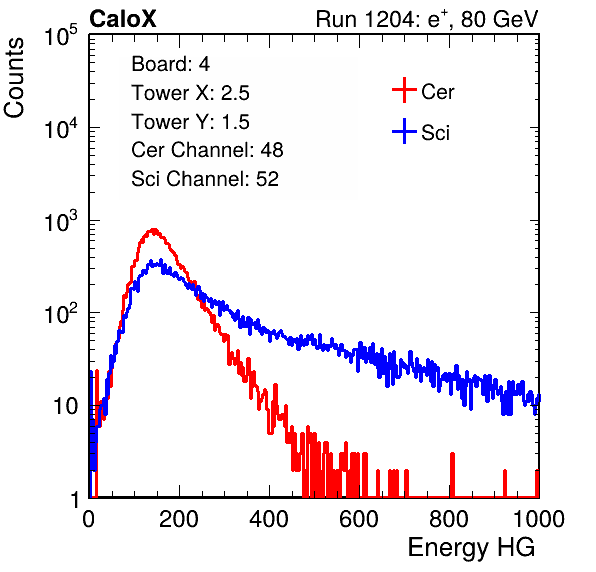 CaloX Run 1204: e⁺, 80 GeV
Counts
Board: 4
Tower X: 2.5
Tower Y: 1.5
Cer Channel: 48
Sci Channel: 52
Cer
Sci
10⁵
10⁴
10³
10²
10
1
0 200 400 600 800 1000
Energy HG